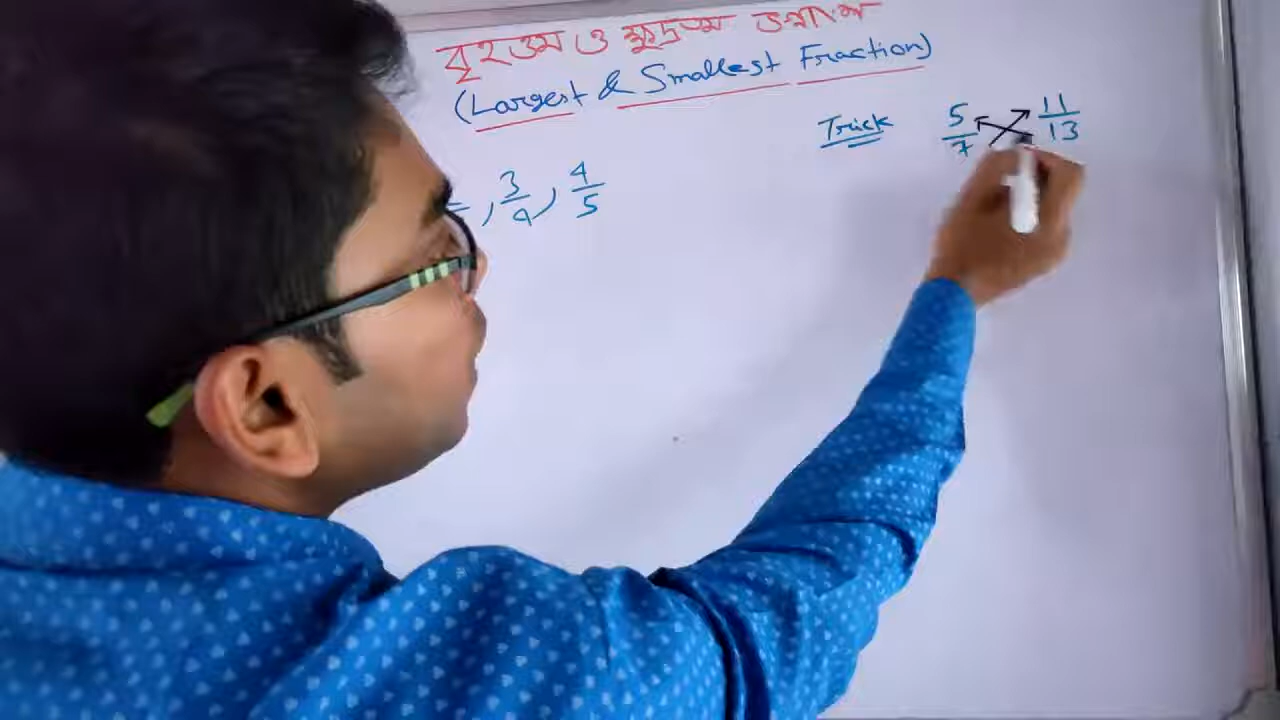 বৃহত্তম ও ক্ষুদ্রতম ভগ্নাংশ
(Largest & Smallest Fraction)
Trick 5/7 11/13
, 3/4, 4/5